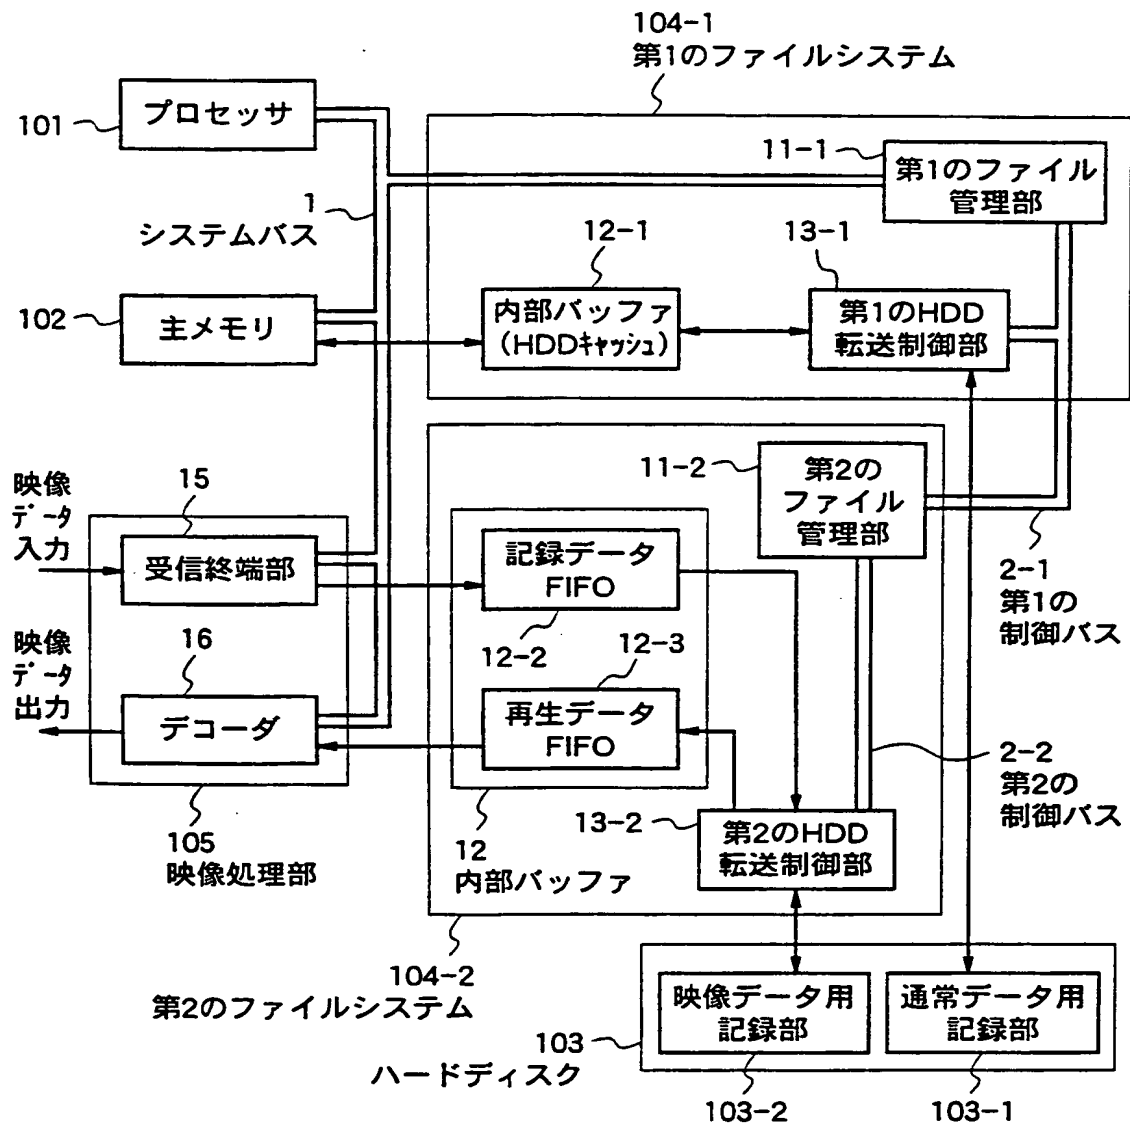 104-1
第1のファイルシステム
101
プロセッサ
11-1
第1のファイル
管理部
1
システムバス
12-1
13-1
102
主メモリ
内部バッファ
(HDDｷｬｯｼｭ)
第1のHDD
転送制御部
映像
ﾃﾞｰﾀ
入力
15
受信終端部
記録データ
FIFO
12-2
11-2
第2の
ファイル
管理部
2-1
第1の
制御バス
映像
ﾃﾞｰﾀ
出力
16
デコーダ
12-3
再生データ
FIFO
2-2
第2の
制御バス
105
映像処理部
12
内部バッファ
13-2
第2のHDD
転送制御部
104-2
第2のファイルシステム
映像データ用
記録部
通常データ用
記録部
103
ハードディスク
103-2
103-1